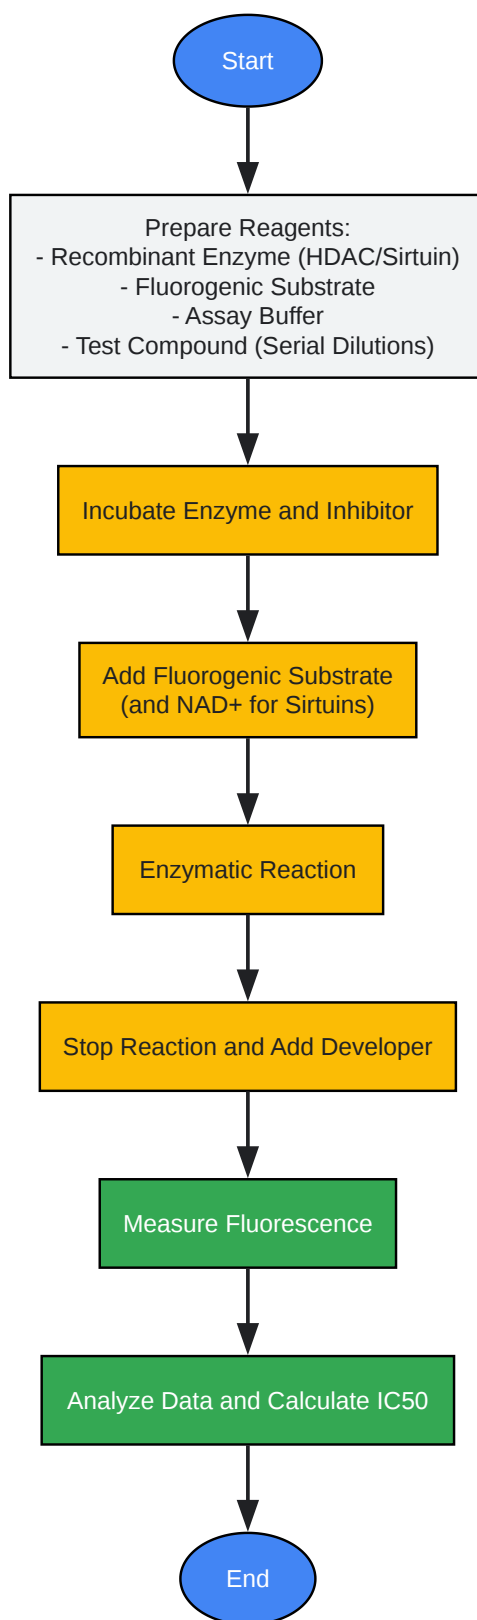 Start
Prepare Reagents:
- Recombinant Enzyme (HDAC/Sirtuin)
- Fluorogenic Substrate
- Assay Buffer
- Test Compound (Serial Dilutions)
Incubate Enzyme and Inhibitor
Add Fluorogenic Substrate
(and NAD+ for Sirtuins)
Enzymatic Reaction
Stop Reaction and Add Developer
Measure Fluorescence
Analyze Data and Calculate IC50
End